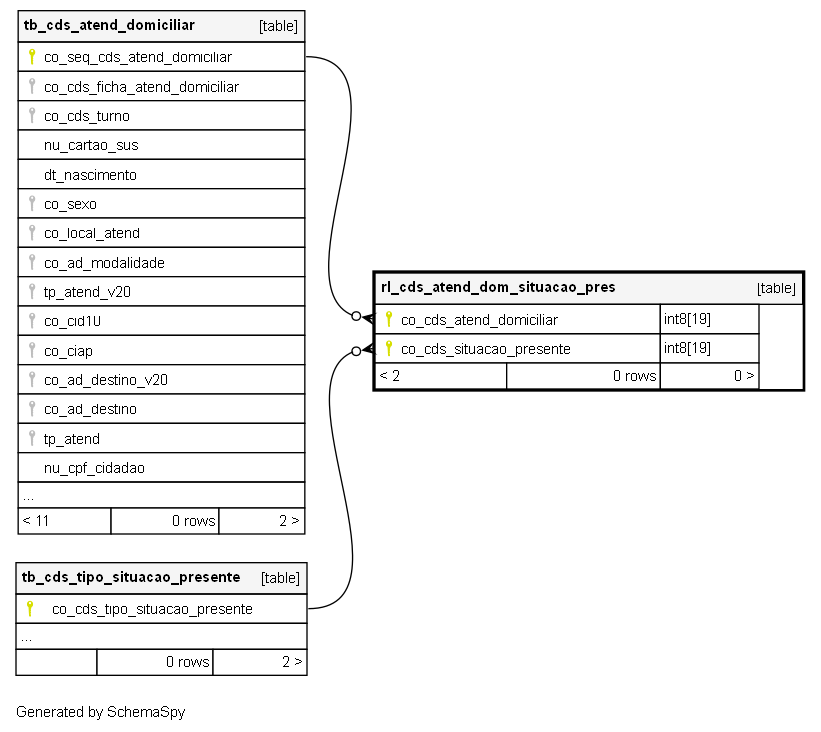 tb_cds_atend_domiciliar [table]
co_seq_cds_atend_domiciliar
co_cds_ficha_atend_domiciliar
co_cds_turno
nu_cartao_sus
dt_nascimento
co_sexo
co_local_atend
co_ad_modalidade
tp_atend_v20
co_cid10
co_ciap
co_ad_destino_v20
co_ad_destino
tp_atend
nu_cpf_cidadao
...
< 11 0 rows 2 >
rl_cds_atend_dom_situacao_pres [table]
co_cds_atend_domiciliar int8[19]
co_cds_situacao_presente int8[19]
< 2 0 rows 0 >
tb_cds_tipo_situacao_presente [table]
co_cds_tipo_situacao_presente
...
0 rows 2 >
Generated by SchemaSpy